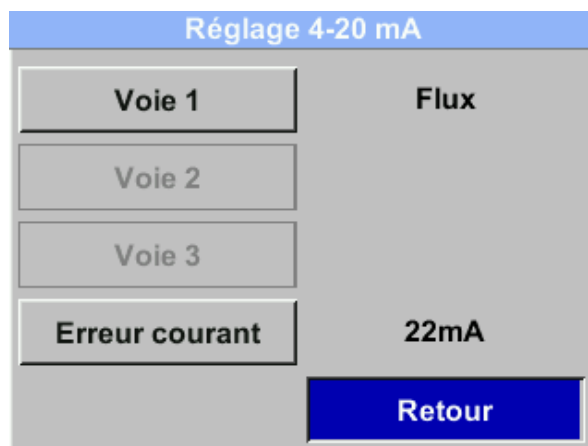 Réglage 4-20 mA
Voie 1 Flux
Voie 2
Voie 3
Erreur courant 22mA
Retour